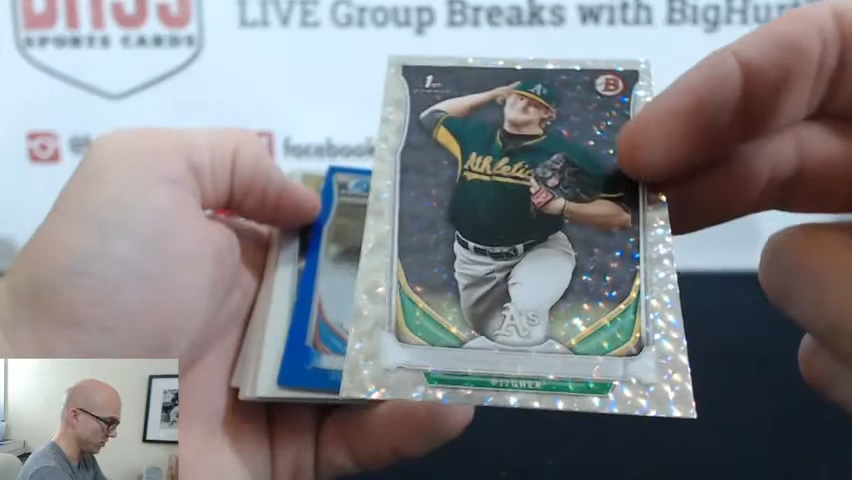 SPORTS CARDS
LIVE Group Breaks with BigHurt
facebook
1st
B
A's
Athletics
A's
PITCHER